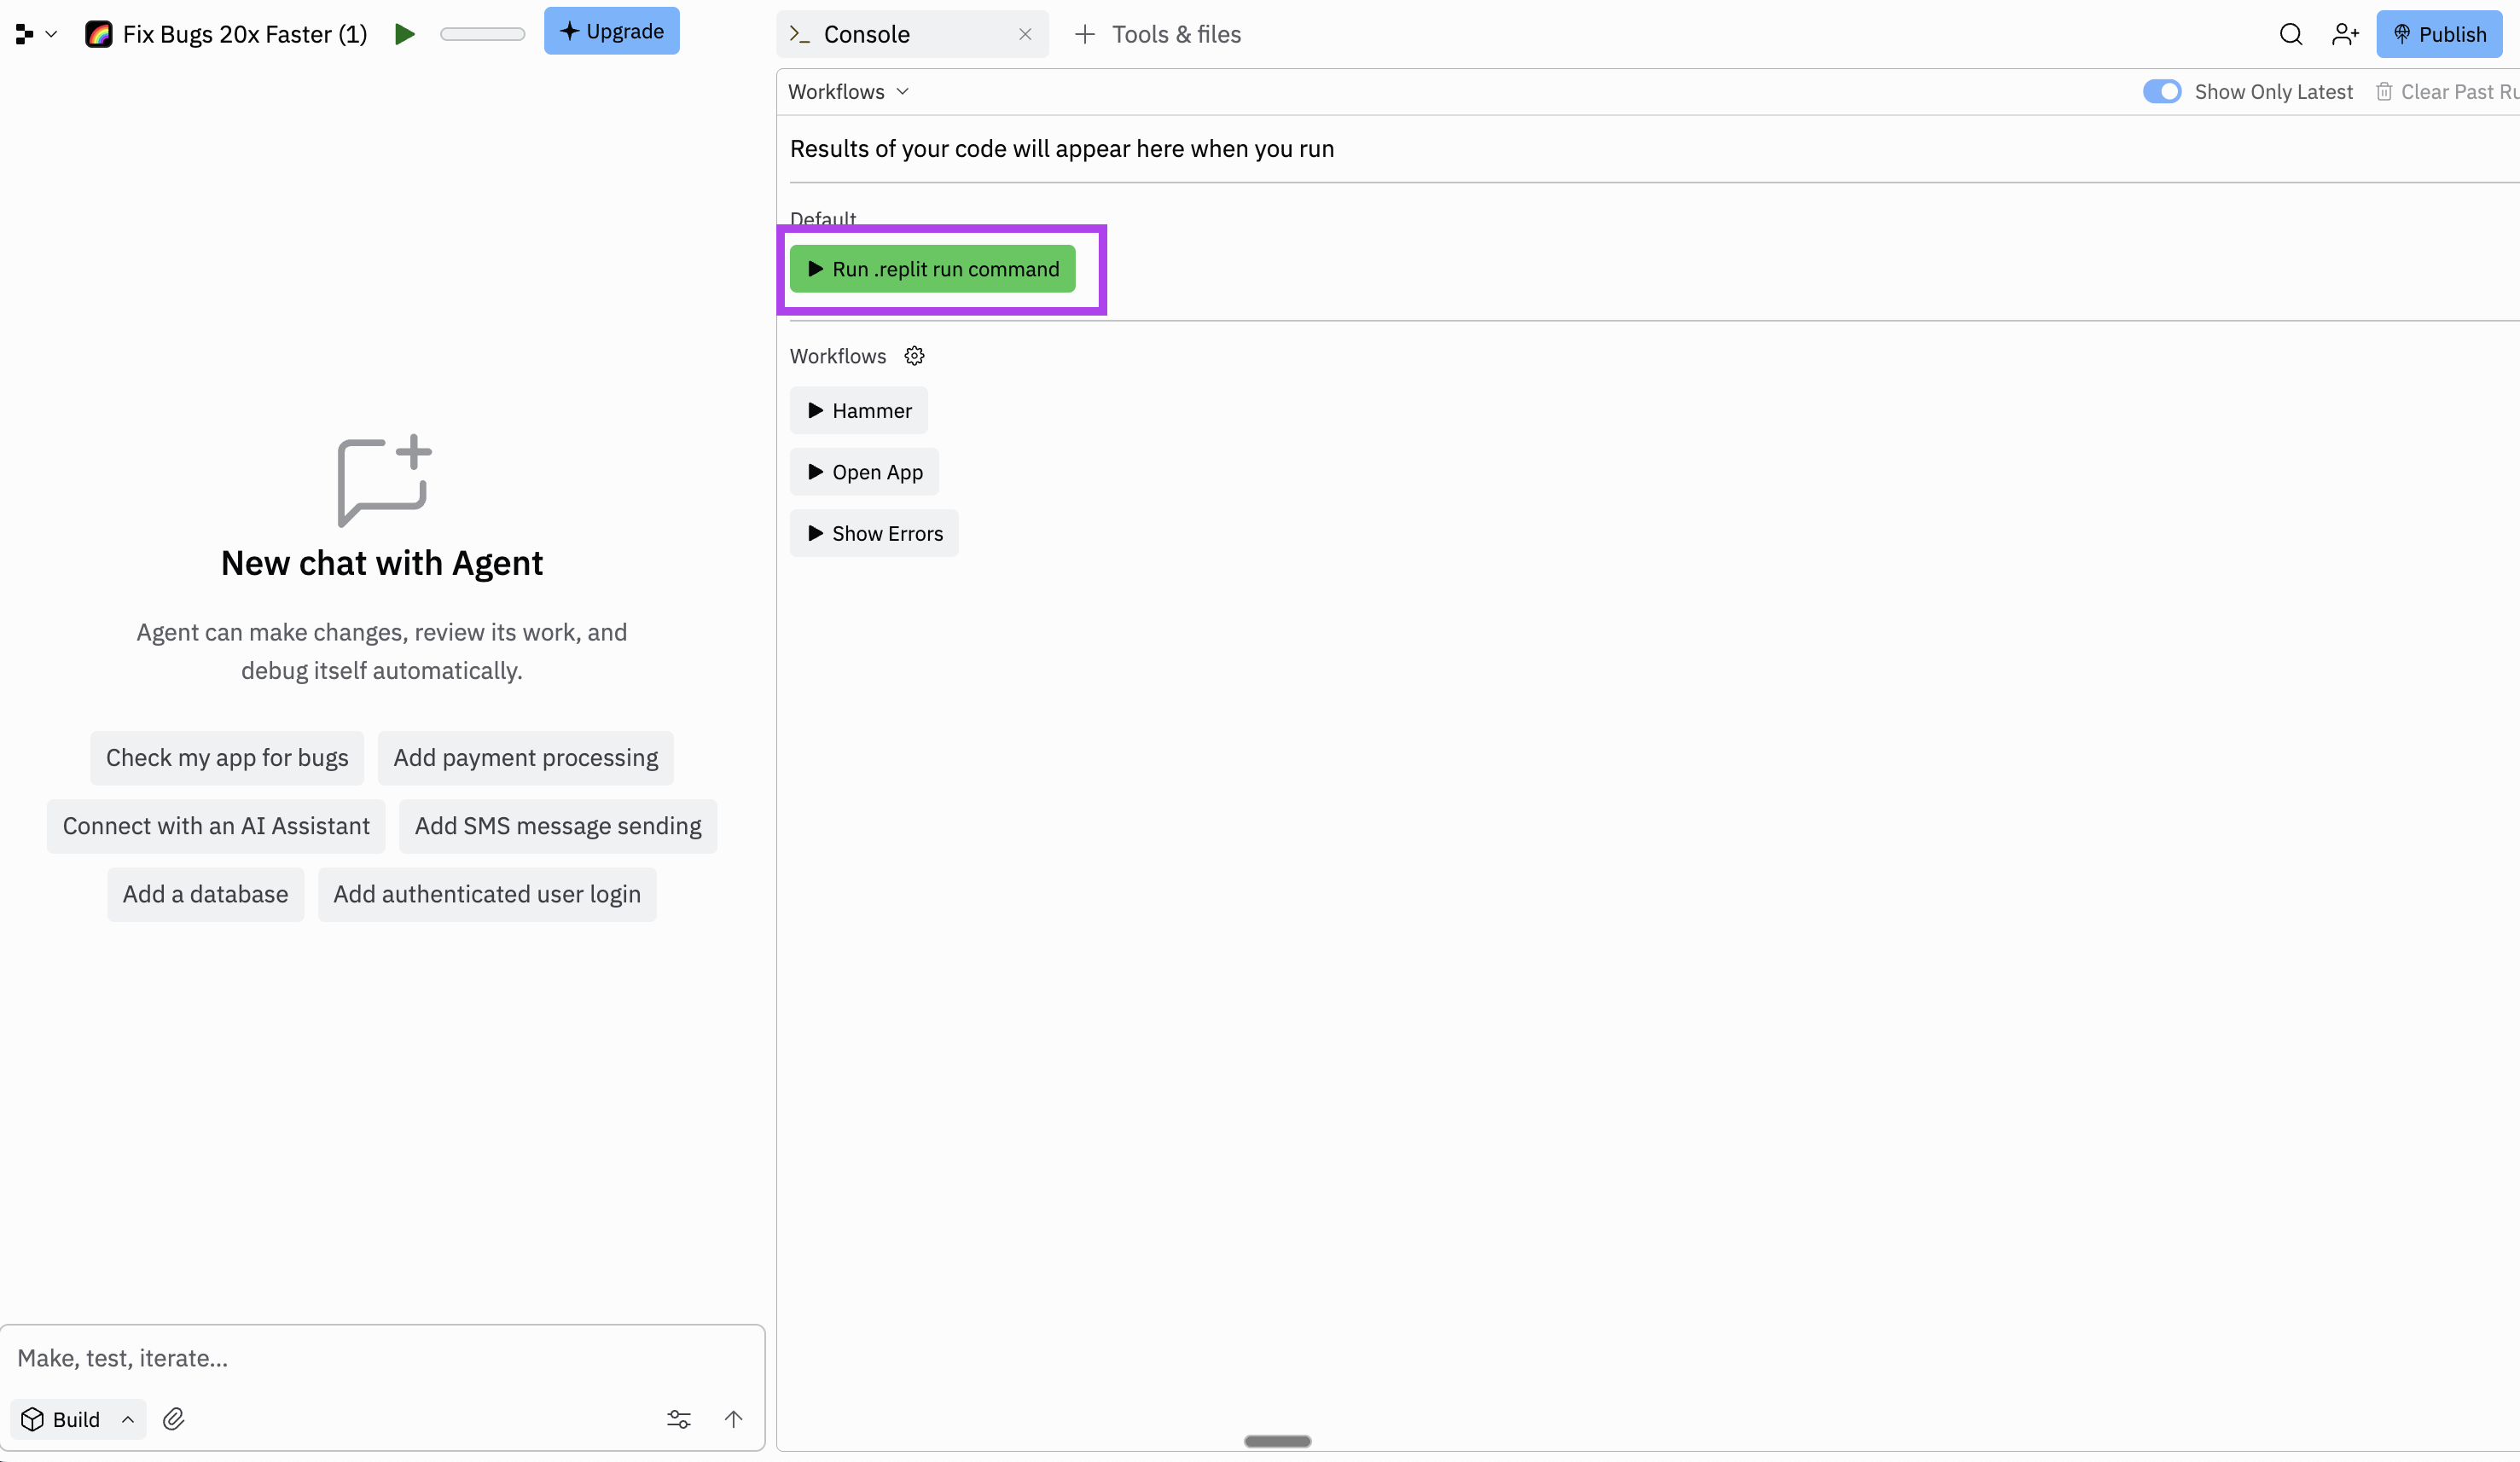 Fix Bugs 20x Faster (1)
Upgrade
Console
Tools & files
Publish
Workflows
Show Only Latest
Clear Past Ru
Results of your code will appear here when you run
Default
Run .replit run command
Workflows
Hammer
Open App
Show Errors
New chat with Agent
Agent can make changes, review its work, and
debug itself automatically.
Check my app for bugs
Add payment processing
Connect with an AI Assistant
Add SMS message sending
Add a database
Add authenticated user login
Make, test, iterate...
Build